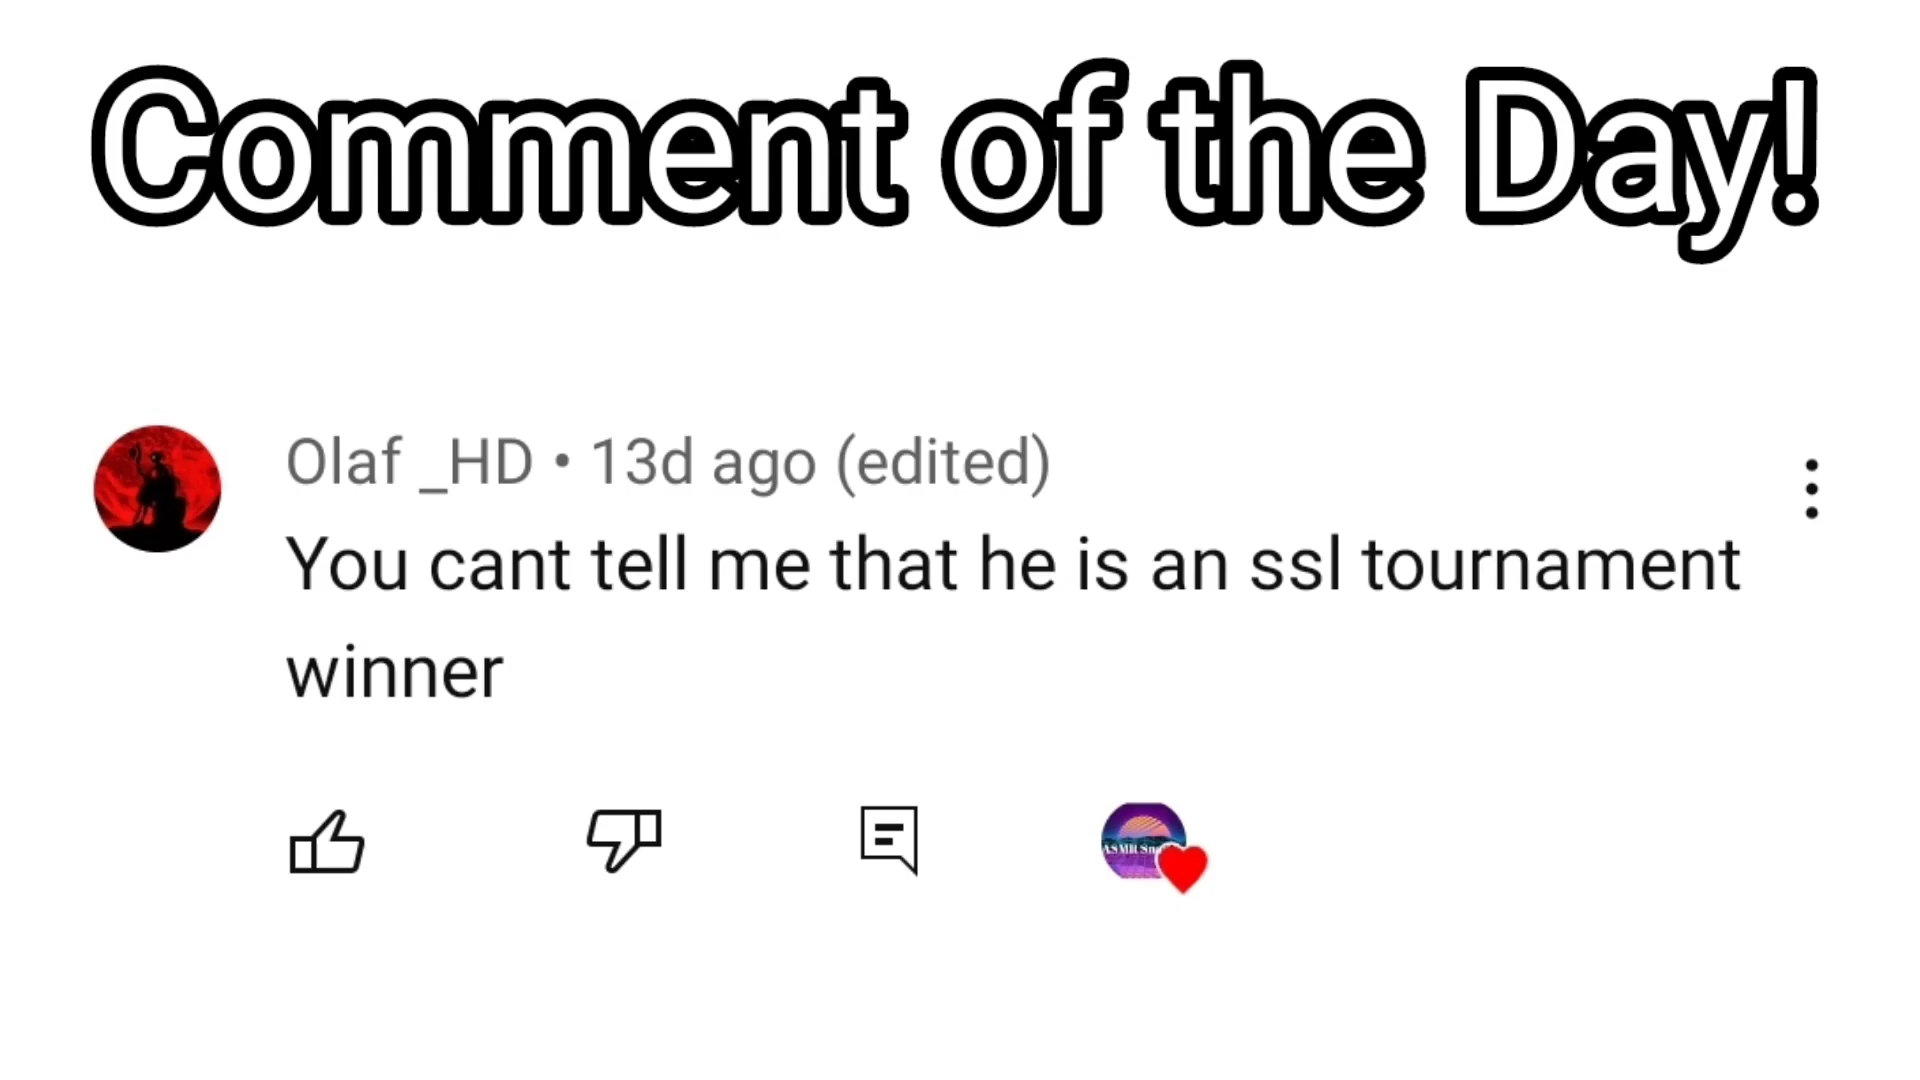 Comment of the Day!
Olaf _HD • 13d ago (edited)
You cant tell me that he is an ssl tournament
winner